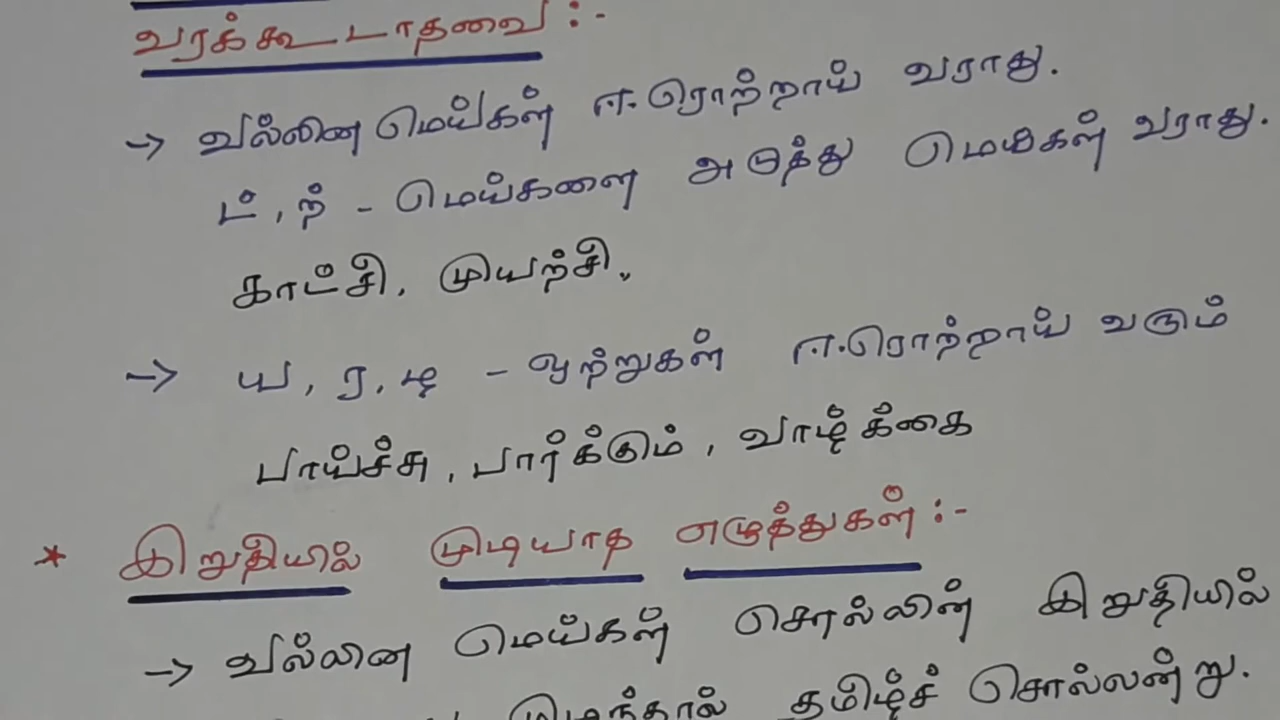 வரக்கூடாதவை :-
→ வல்லின மெய்கள் ஈரொற்றாய் வராது.
ட், ற் - மெய்களை அடுத்து மெய்கள் வராது.
காட்சி, முயற்சி.
→ ய, ர, ழ - ஒற்றுகள் ஈரொற்றாய் வரும்
பாய்ச்சு, பார்க்கும், வாழ்க்கை
* இறுதியில் முடியாத எழுத்துகள் :-
→ வல்லின மெய்கள் சொல்லின் இறுதியில்
தமிழ்ச் சொல்லன்று.